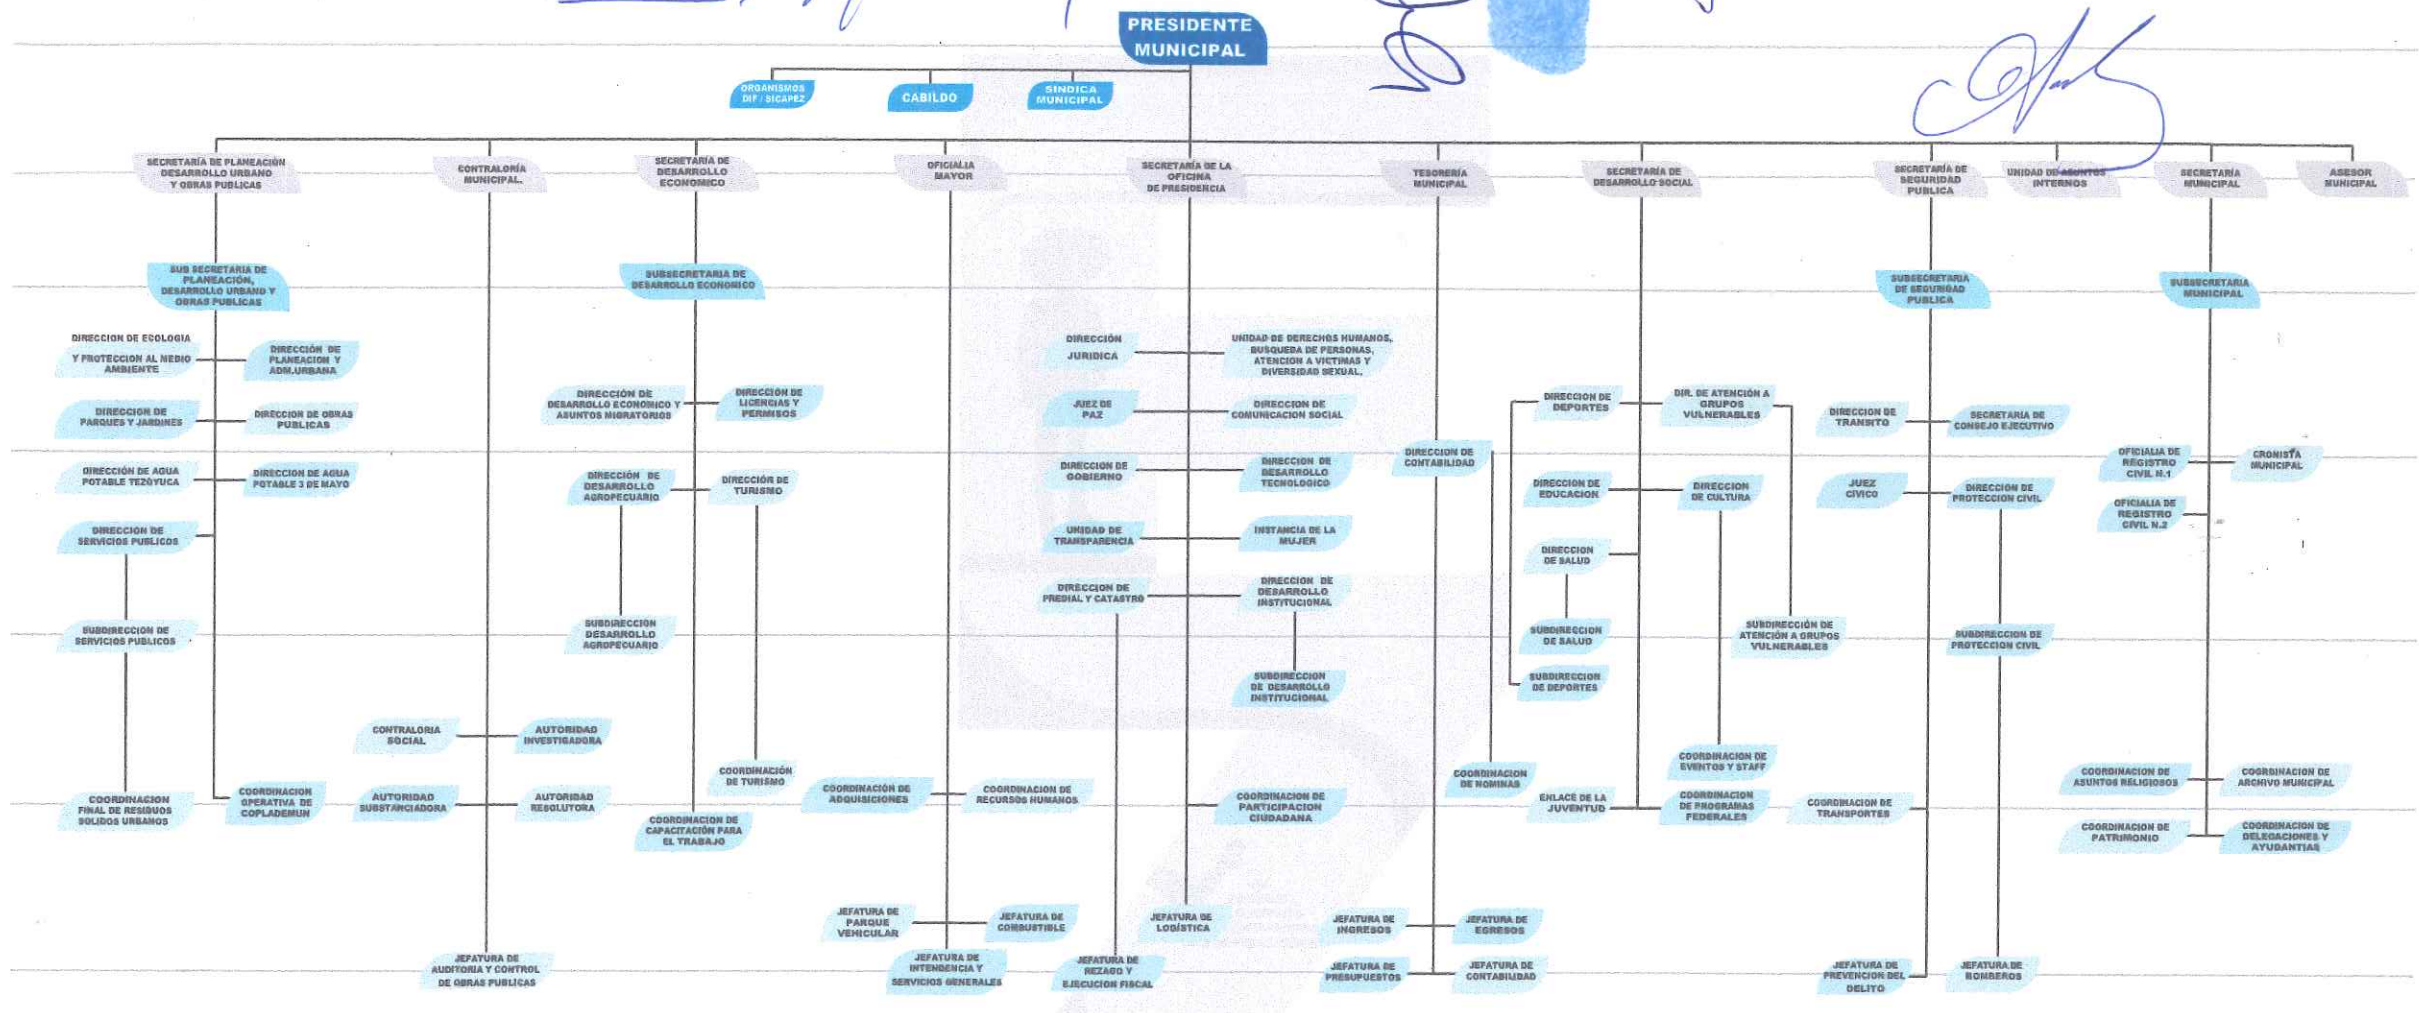 PRESIDENTE
MUNICIPAL
ORGANISMOS
DIF / SICAPEZ
CABILDO
SINDICA
MUNICIPAL
SECRETARÍA DE PLANEACIÓN
DESARROLLO URBANO
Y OBRAS PUBLICAS
CONTRALORÍA
MUNICIPAL.
SECRETARÍA DE
DESARROLLO
ECONOMICO
OFICIALIA
MAYOR
SECRETARÍA DE LA
OFICINA
DE PRESIDENCIA
TESORERÍA
MUNICIPAL
SECRETARÍA DE
DESARROLLO SOCIAL
SECRETARÍA DE
SEGURIDAD
PUBLICA
UNIDAD DE ASUNTOS
INTERNOS
SECRETARÍA
MUNICIPAL
ASESOR
MUNICIPAL
SUB SECRETARIA DE
PLANEACIÓN,
DESARROLLO URBANO Y
OBRAS PUBLICAS
SUBSECRETARIA DE
DESARROLLO ECONOMICO
SUBSECRETARIA
DE SEGURIDAD
PUBLICA
SUBSECRETARIA
MUNICIPAL
DIRECCION DE ECOLOGIA
Y PROTECCION AL MEDIO
AMBIENTE
DIRECCIÓN DE
PLANEACION Y
ADM.URBANA
DIRECCION DE
PARQUES Y JARDINES
DIRECCION DE OBRAS
PUBLICAS
DIRECCIÓN DE AGUA
POTABLE TEZOYUCA
DIRECCION DE AGUA
POTABLE 3 DE MAYO
DIRECCION DE
SERVICIOS PUBLICOS
SUBDIRECCION DE
SERVICIOS PUBLICOS
COORDINACION
FINAL DE RESIDUOS
SOLIDOS URBANOS
COORDINACION
OPERATIVA DE
COPLADEMUN
CONTRALORIA
SOCIAL
AUTORIDAD
INVESTIGADORA
AUTORIDAD
SUBSTANCIADORA
AUTORIDAD
RESOLUTORA
JEFATURA DE
AUDITORIA Y CONTROL
DE OBRAS PUBLICAS
DIRECCIÓN DE
DESARROLLO ECONOMICO Y
ASUNTOS MIGRATORIOS
DIRECCIÓN DE
LICENCIAS Y
PERMISOS
DIRECCIÓN DE
DESARROLLO
AGROPECUARIO
DIRECCIÓN DE
TURISMO
SUBDIRECCION
DESARROLLO
AGROPECUARIO
COORDINACIÓN
DE TURISMO
COORDINACION DE
CAPACITACIÓN PARA
EL TRABAJO
COORDINACIÓN DE
ADQUISICIONES
COORDINACION DE
RECURSOS HUMANOS
JEFATURA DE
PARQUE
VEHICULAR
JEFATURA DE
COMBUSTIBLE
JEFATURA DE
INTENDENCIA Y
SERVICIOS GENERALES
DIRECCIÓN
JURIDICA
UNIDAD DE DERECHOS HUMANOS,
BUSQUEDA DE PERSONAS,
ATENCION A VICTIMAS Y
DIVERSIDAD SEXUAL.
JUEZ DE
PAZ
DIRECCION DE
COMUNICACION SOCIAL
DIRECCION DE
GOBIERNO
DIRECCION DE
DESARROLLO
TECNOLOGICO
UNIDAD DE
TRANSPARENCIA
INSTANCIA DE LA
MUJER
DIRECCION DE
PREDIAL Y CATASTRO
DIRECCION DE
DESARROLLO
INSTITUCIONAL
SUBDIRECCION
DE DESARROLLO
INSTITUCIONAL
COORDINACION DE
PARTICIPACION
CIUDADANA
JEFATURA DE
LOGÍSTICA
JEFATURA DE
REZAGO Y
EJECUCION FISCAL
DIRECCION DE
CONTABILIDAD
COORDINACION
DE NOMINAS
JEFATURA DE
INGRESOS
JEFATURA DE
EGRESOS
JEFATURA DE
PRESUPUESTOS
JEFATURA DE
CONTABILIDAD
DIRECCION DE
DEPORTES
DIR. DE ATENCIÓN A
GRUPOS
VULNERABLES
DIRECCION DE
EDUCACION
DIRECCION
DE CULTURA
DIRECCION
DE SALUD
SUBDIRECCION
DE SALUD
SUBDIRECCION DE
ATENCIÓN A GRUPOS
VULNERABLES
SUBDIRECCION
DE DEPORTES
COORDINACION DE
EVENTOS Y STAFF
ENLACE DE LA
JUVENTUD
COORDINACION
DE PROGRAMAS
FEDERALES
DIRECCION DE
TRANSITO
SECRETARÍA DE
CONSEJO EJECUTIVO
JUEZ
CÍVICO
DIRECCION DE
PROTECCION CIVIL
SUBDIRECCION DE
PROTECCION CIVIL
COORDINACION DE
TRANSPORTES
JEFATURA DE
PREVENCION DEL
DELITO
JEFATURA DE
BOMBEROS
OFICIALIA DE
REGISTRO
CIVIL N.1
CRONISTA
MUNICIPAL
OFICIALIA DE
REGISTRO
CIVIL N.2
COORDINACION DE
ASUNTOS RELIGIOSOS
COORDINACION DE
ARCHIVO MUNICIPAL
COORDINACION DE
PATRIMONIO
COORDINACION DE
DELEGACIONES Y
AYUDANTIAS